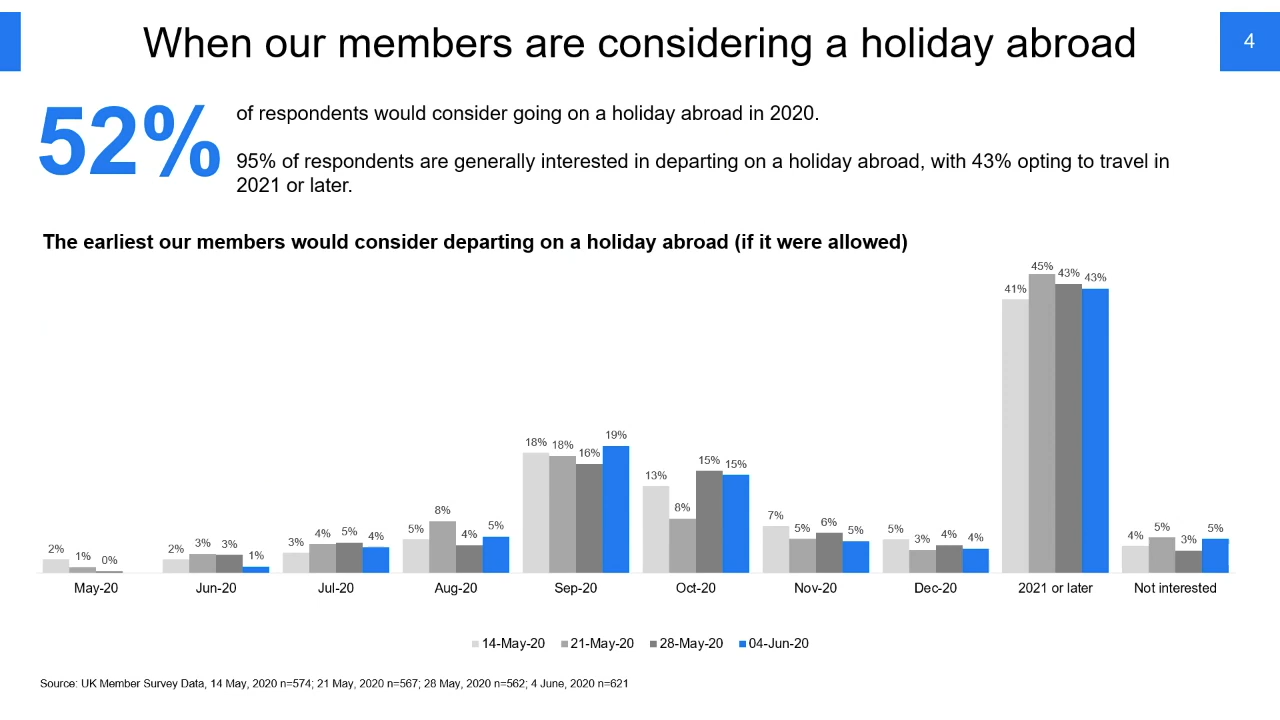 When our members are considering a holiday abroad
4
52%
of respondents would consider going on a holiday abroad in 2020.
95% of respondents are generally interested in departing on a holiday abroad, with 43% opting to travel in
2021 or later.
The earliest our members would consider departing on a holiday abroad (if it were allowed)
2% 1% 0%
2% 3% 3% 1%
3% 4% 5% 4%
5% 8% 4% 5%
18% 18% 16% 19%
13% 8% 15% 15%
7% 5% 6% 5%
5% 3% 4% 4%
41% 45% 43% 43%
4% 5% 3% 5%
May-20 Jun-20 Jul-20 Aug-20 Sep-20 Oct-20 Nov-20 Dec-20 2021 or later Not interested
14-May-20 21-May-20 28-May-20 04-Jun-20
Source: UK Member Survey Data, 14 May, 2020 n=574; 21 May, 2020 n=567; 28 May, 2020 n=562; 4 June, 2020 n=621